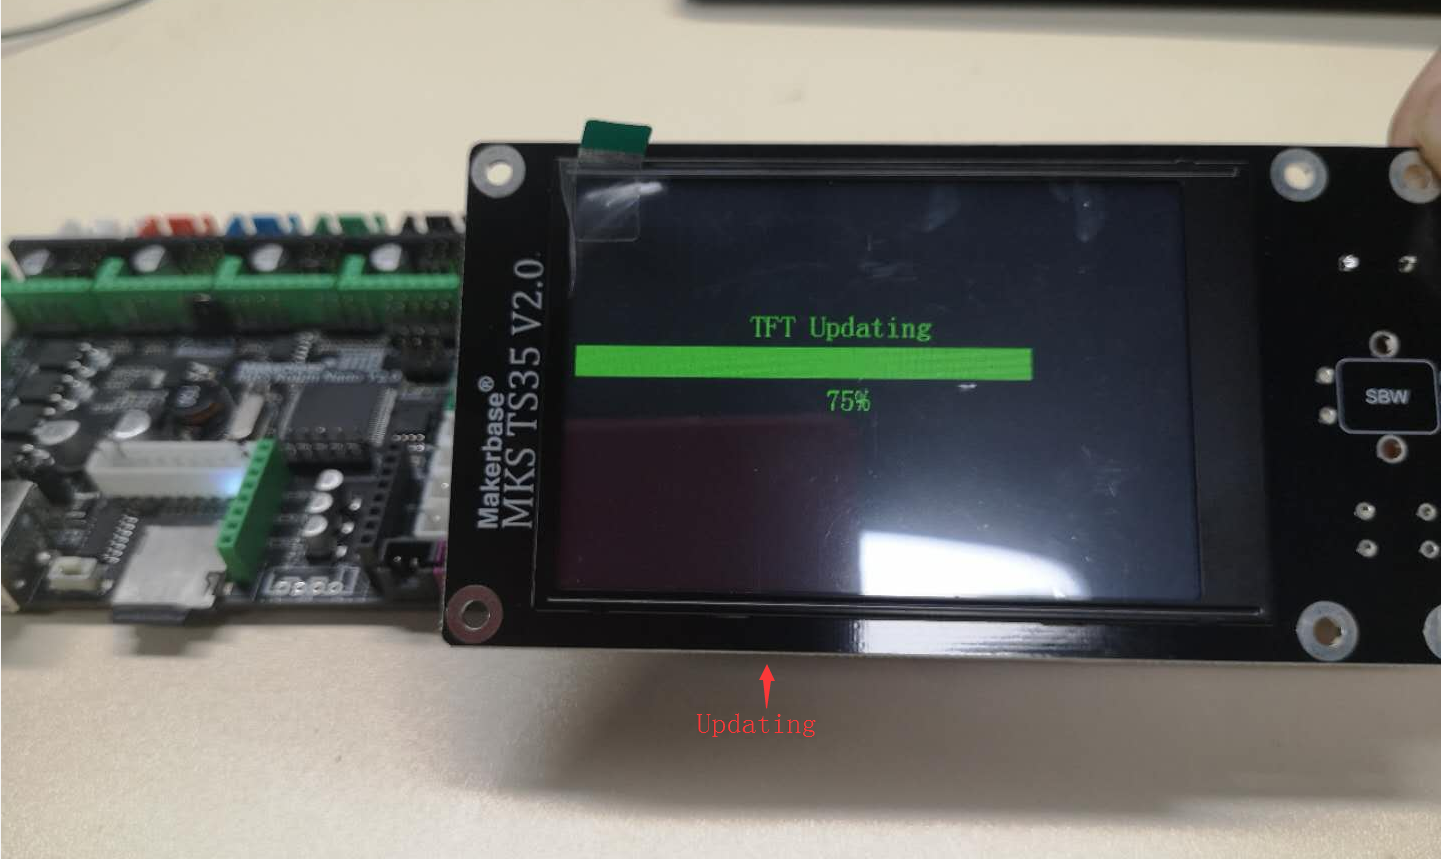 TFT Updating
75%
Makerbase®
MKS TS35 V2.0
SBW
Updating